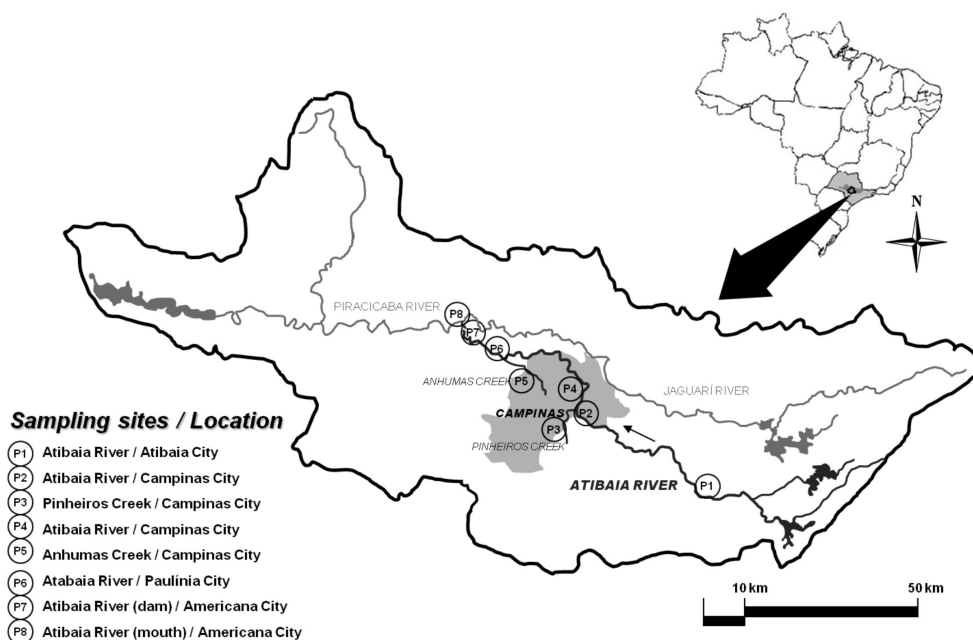 N
PIRACICABA RIVER
P8
P7
P6
ANHUMAS CREEK
P5
P4
JAGUARÍ RIVER
CAMPINAS
P2
P3
PINHEIROS CREEK
ATIBAIA RIVER
P1
Sampling sites / Location
P1 Atibaia River / Atibaia City
P2 Atibaia River / Campinas City
P3 Pinheiros Creek / Campinas City
P4 Atibaia River / Campinas City
P5 Anhumas Creek / Campinas City
P6 Atabaia River / Paulínia City
P7 Atibaia River (dam) / Americana City
P8 Atibaia River (mouth) / Americana City
10 km 50 km